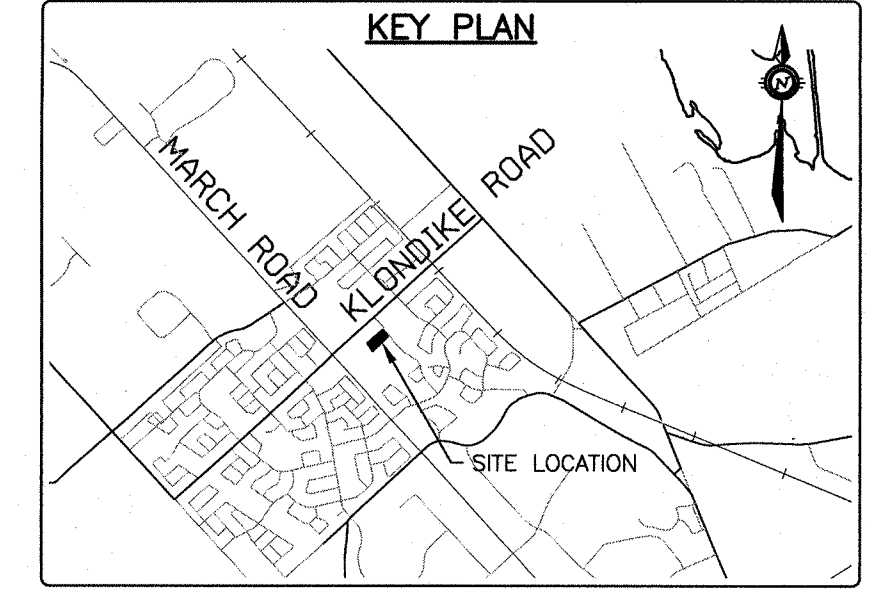 KEY PLAN
N
MARCH ROAD
KLONDIKE ROAD
SITE LOCATION